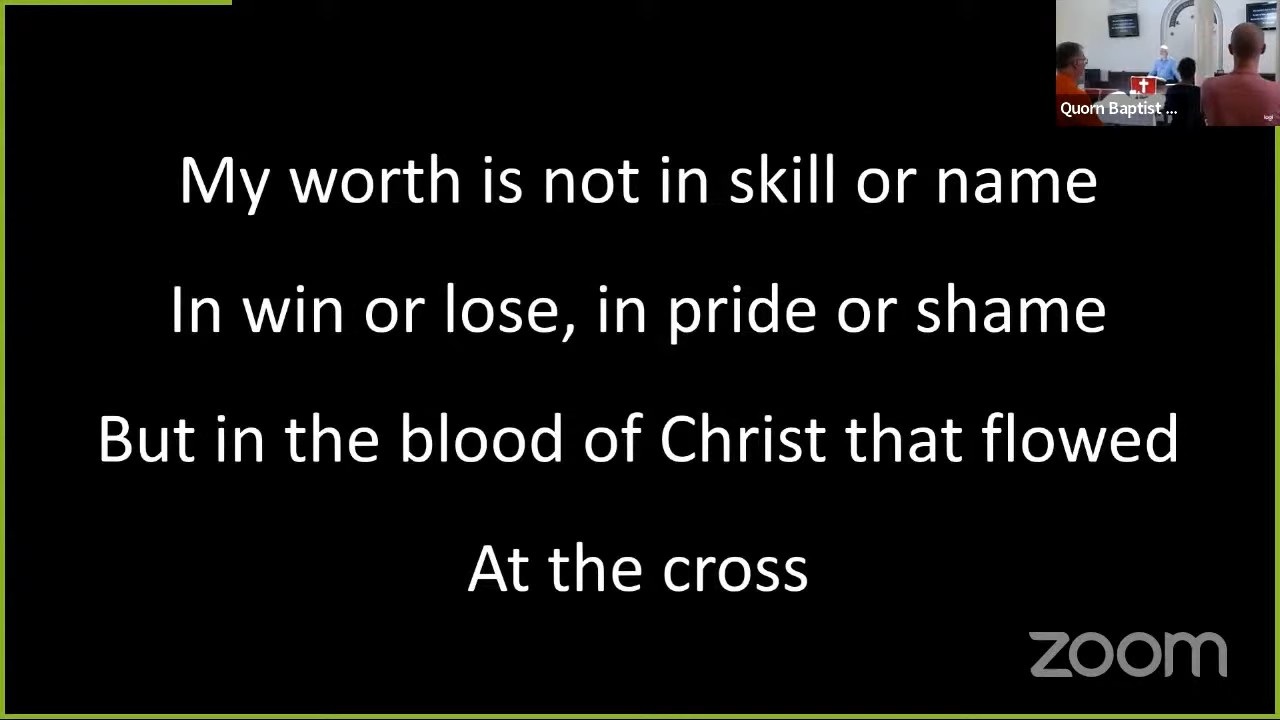 Quorn Baptist ...
My worth is not in skill or name
In win or lose, in pride or shame
But in the blood of Christ that flowed
At the cross
zoom